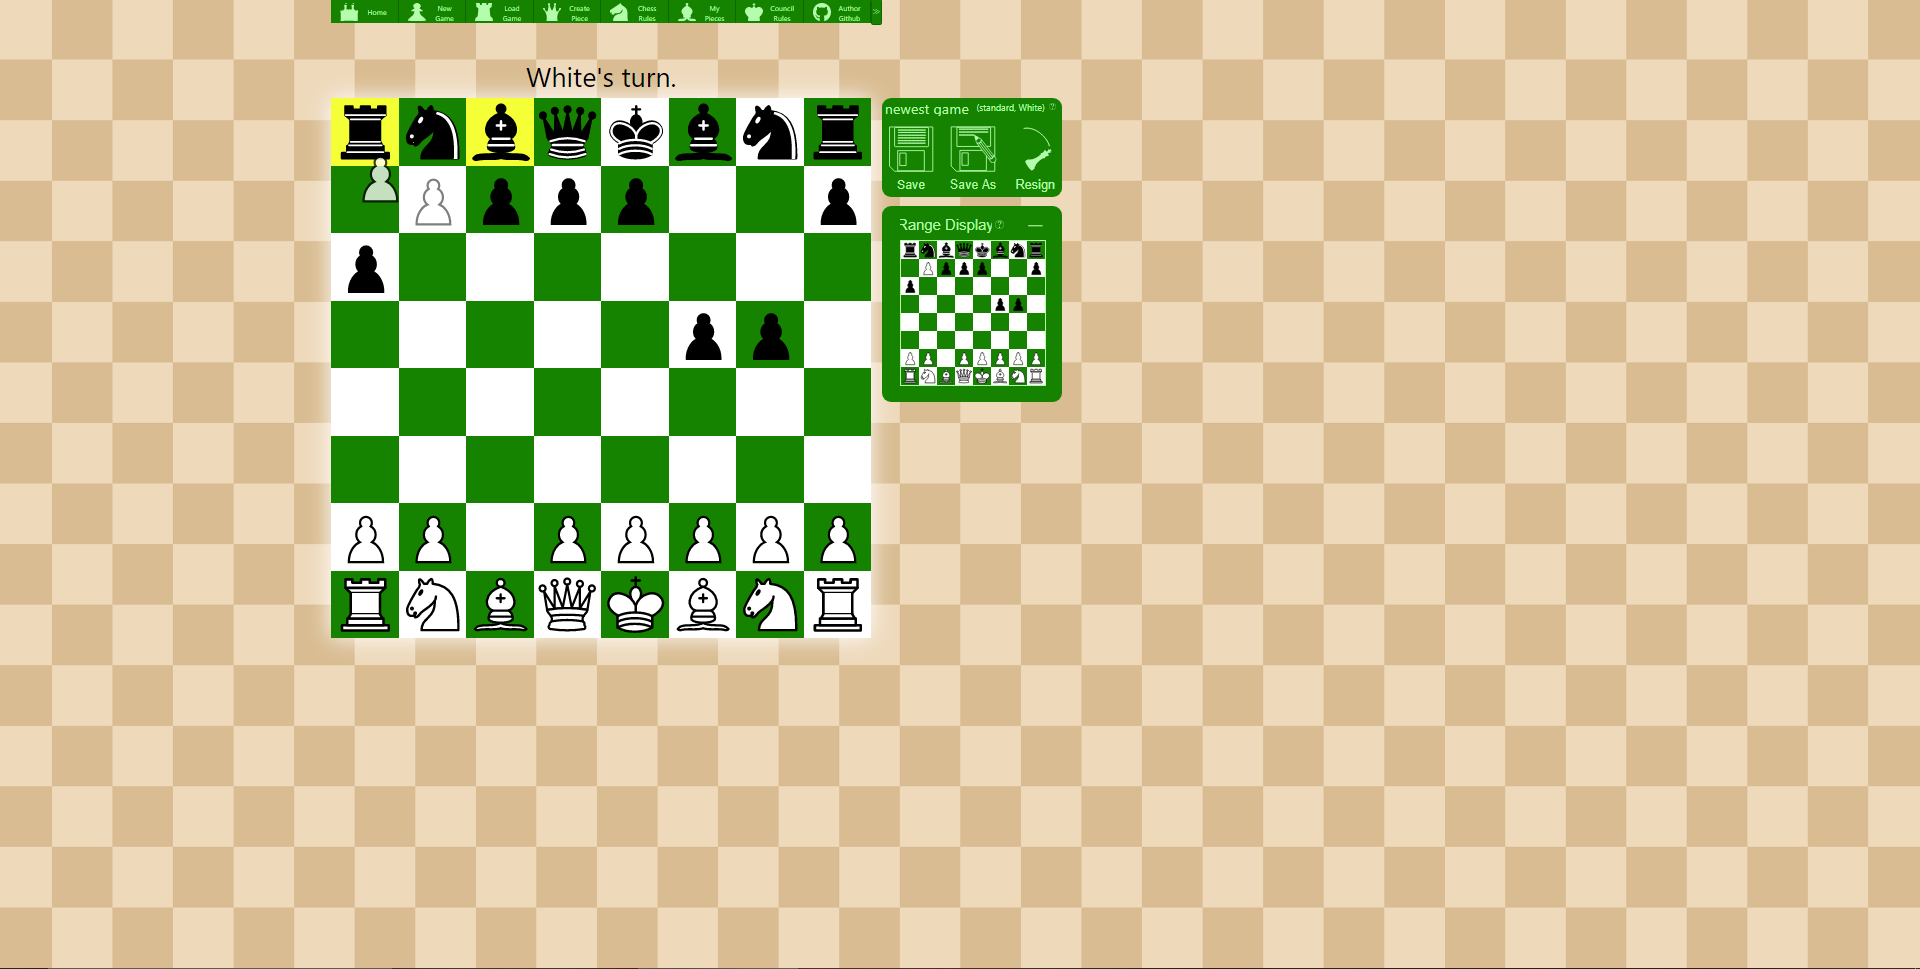 Home
New
Game
Load
Game
Create
Piece
Chess
Rules
My
Pieces
Council
Rules
Author
Github
>>
White's turn.
newest game (standard, White) ?
Save Save As Resign
Range Display ? —